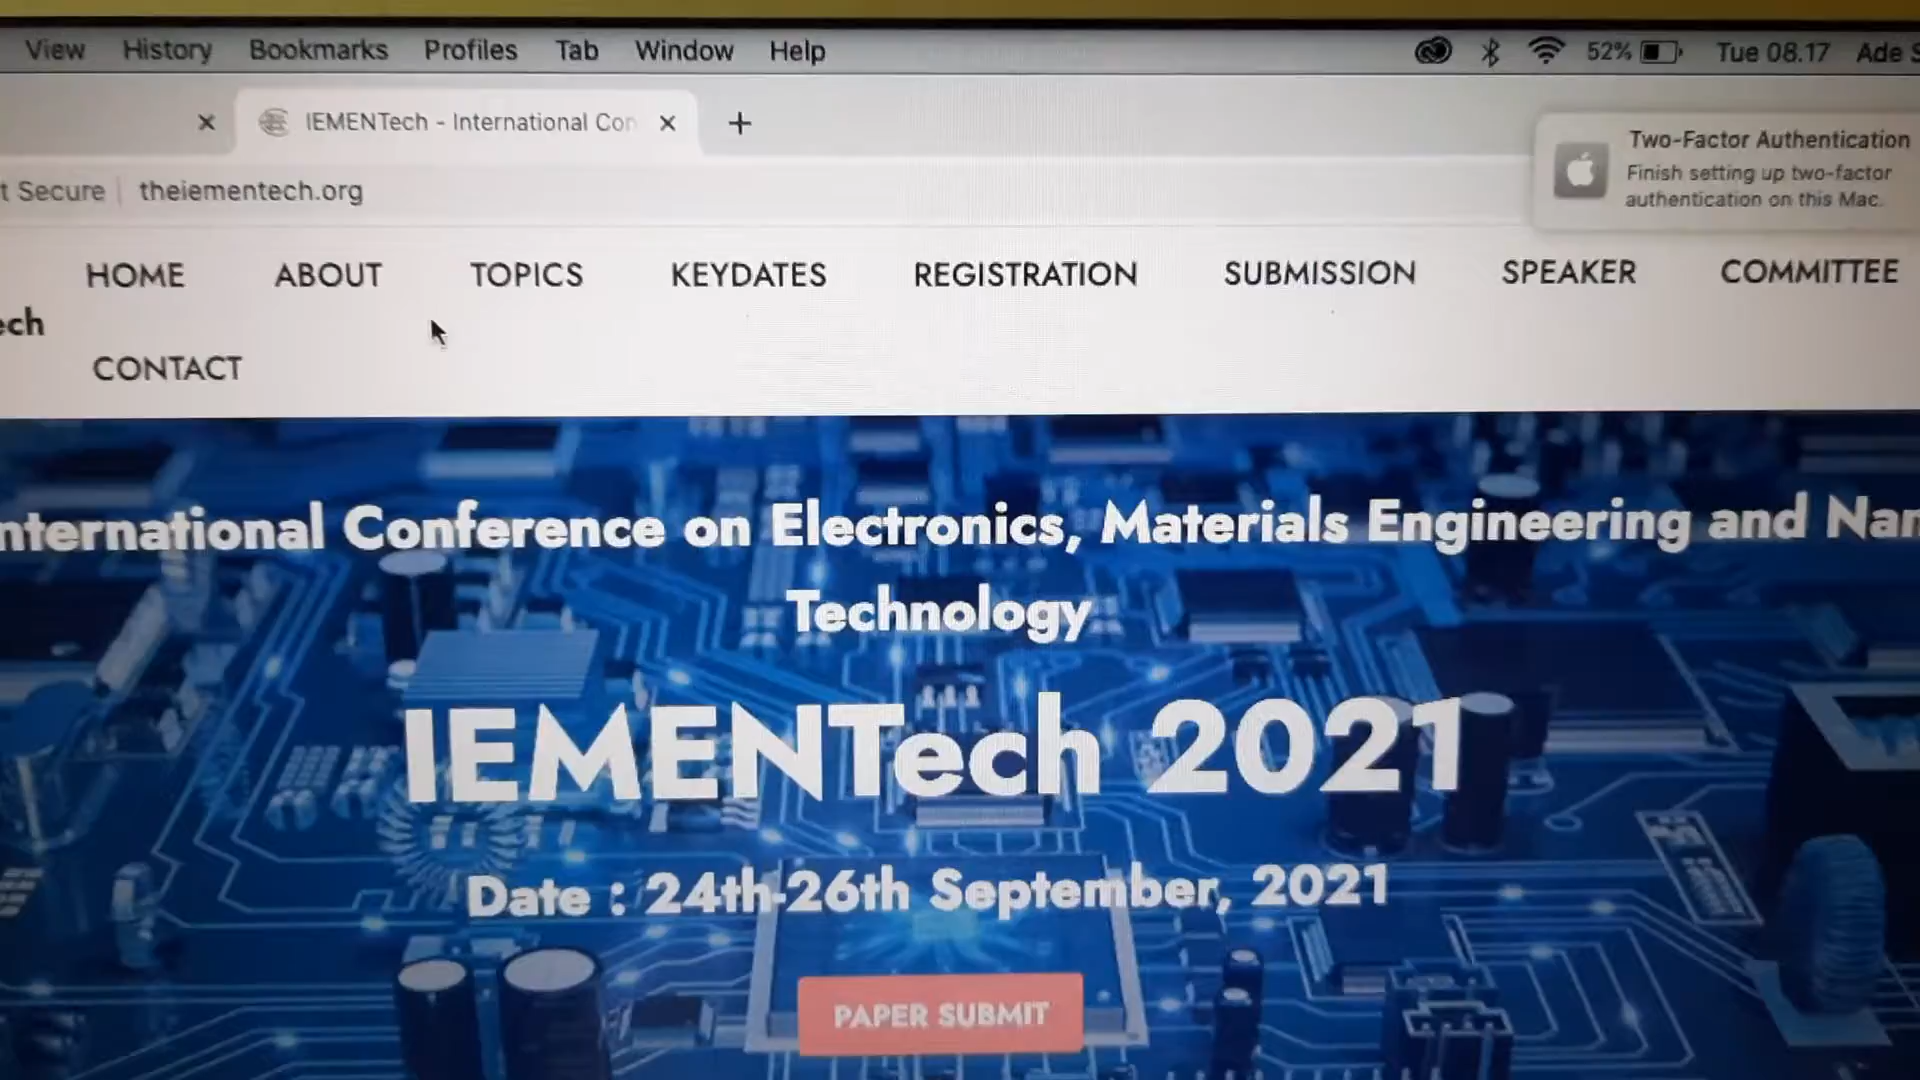 View History Bookmarks Profiles Tab Window Help 52% Tue 08.17 Ade
IEMENTech - International Con
Two-Factor Authentication
Finish setting up two-factor
authentication on this Mac.
t Secure theiementech.org
HOME ABOUT TOPICS KEYDATES REGISTRATION SUBMISSION SPEAKER COMMITTEE
ech
CONTACT
nternational Conference on Electronics, Materials Engineering and Nan
Technology
IEMENTech 2021
Date : 24th-26th September, 2021
PAPER SUBMIT